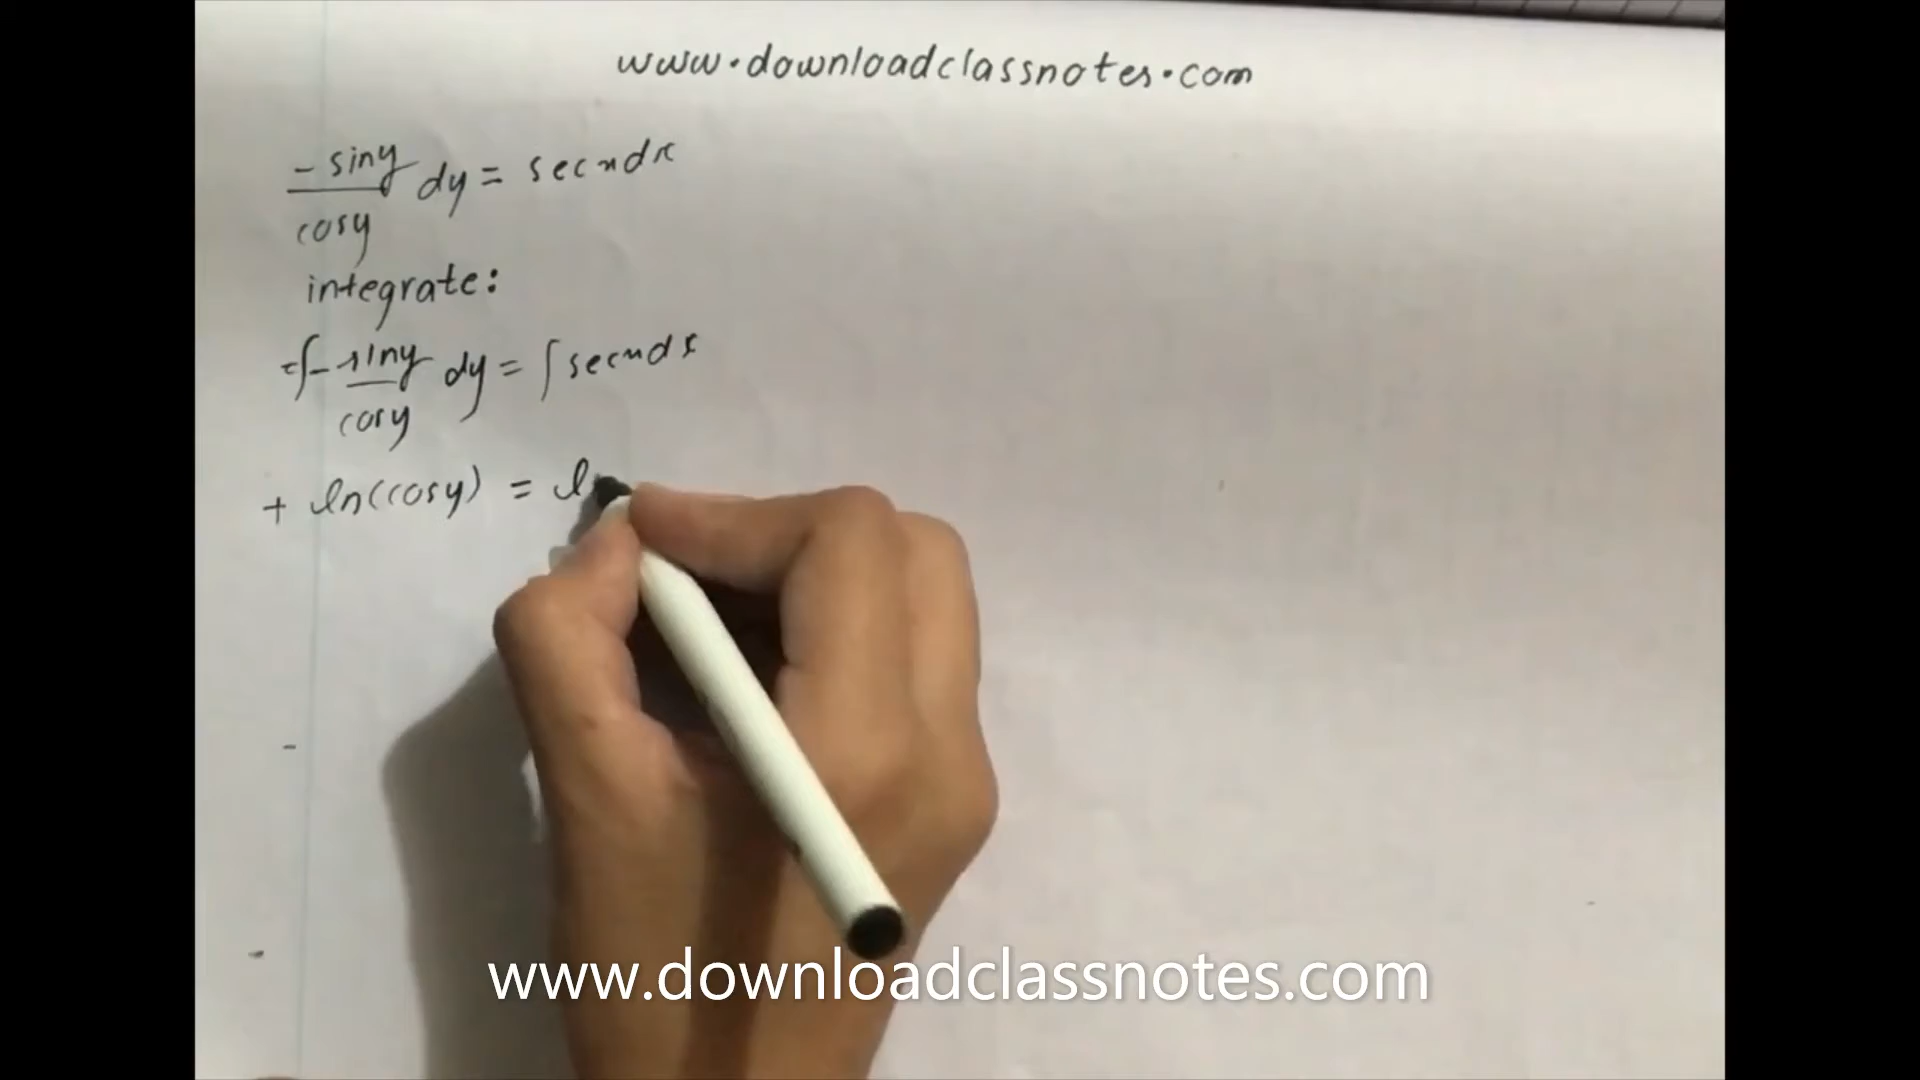 www.downloadclassnotes.com
-siny
cosy dy = secxdx
integrate:
=∫- siny
cosy dy = ∫ secxdx
+ ln(cosy) = l
www.downloadclassnotes.com